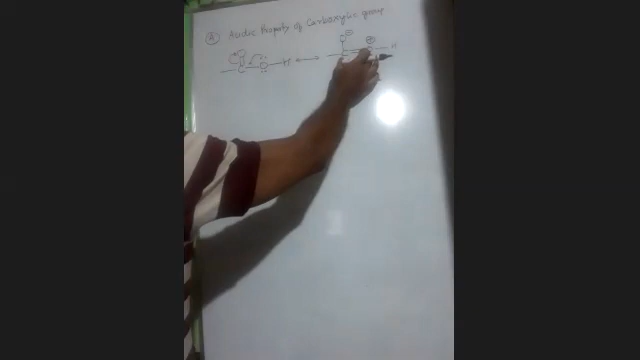 (A) Acidic Property of Carboxylic group
O O⊖ ⊕
— C — Ö — H ⟷ — C = O — H